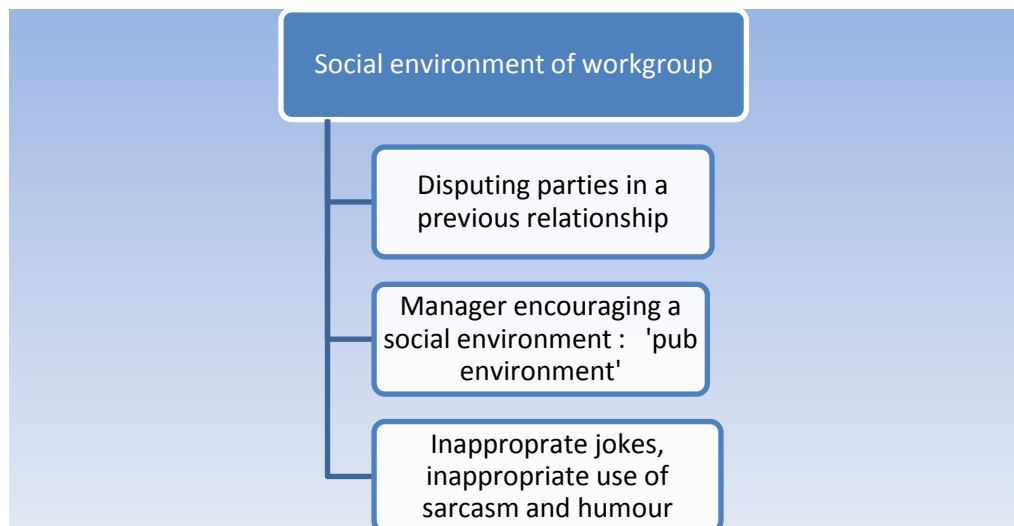 Social environment of workgroup
Disputing parties in a
previous relationship
Manager encouraging a
social environment :   'pub
environment'
Inapproprate jokes,
inappropriate use of
sarcasm and humour